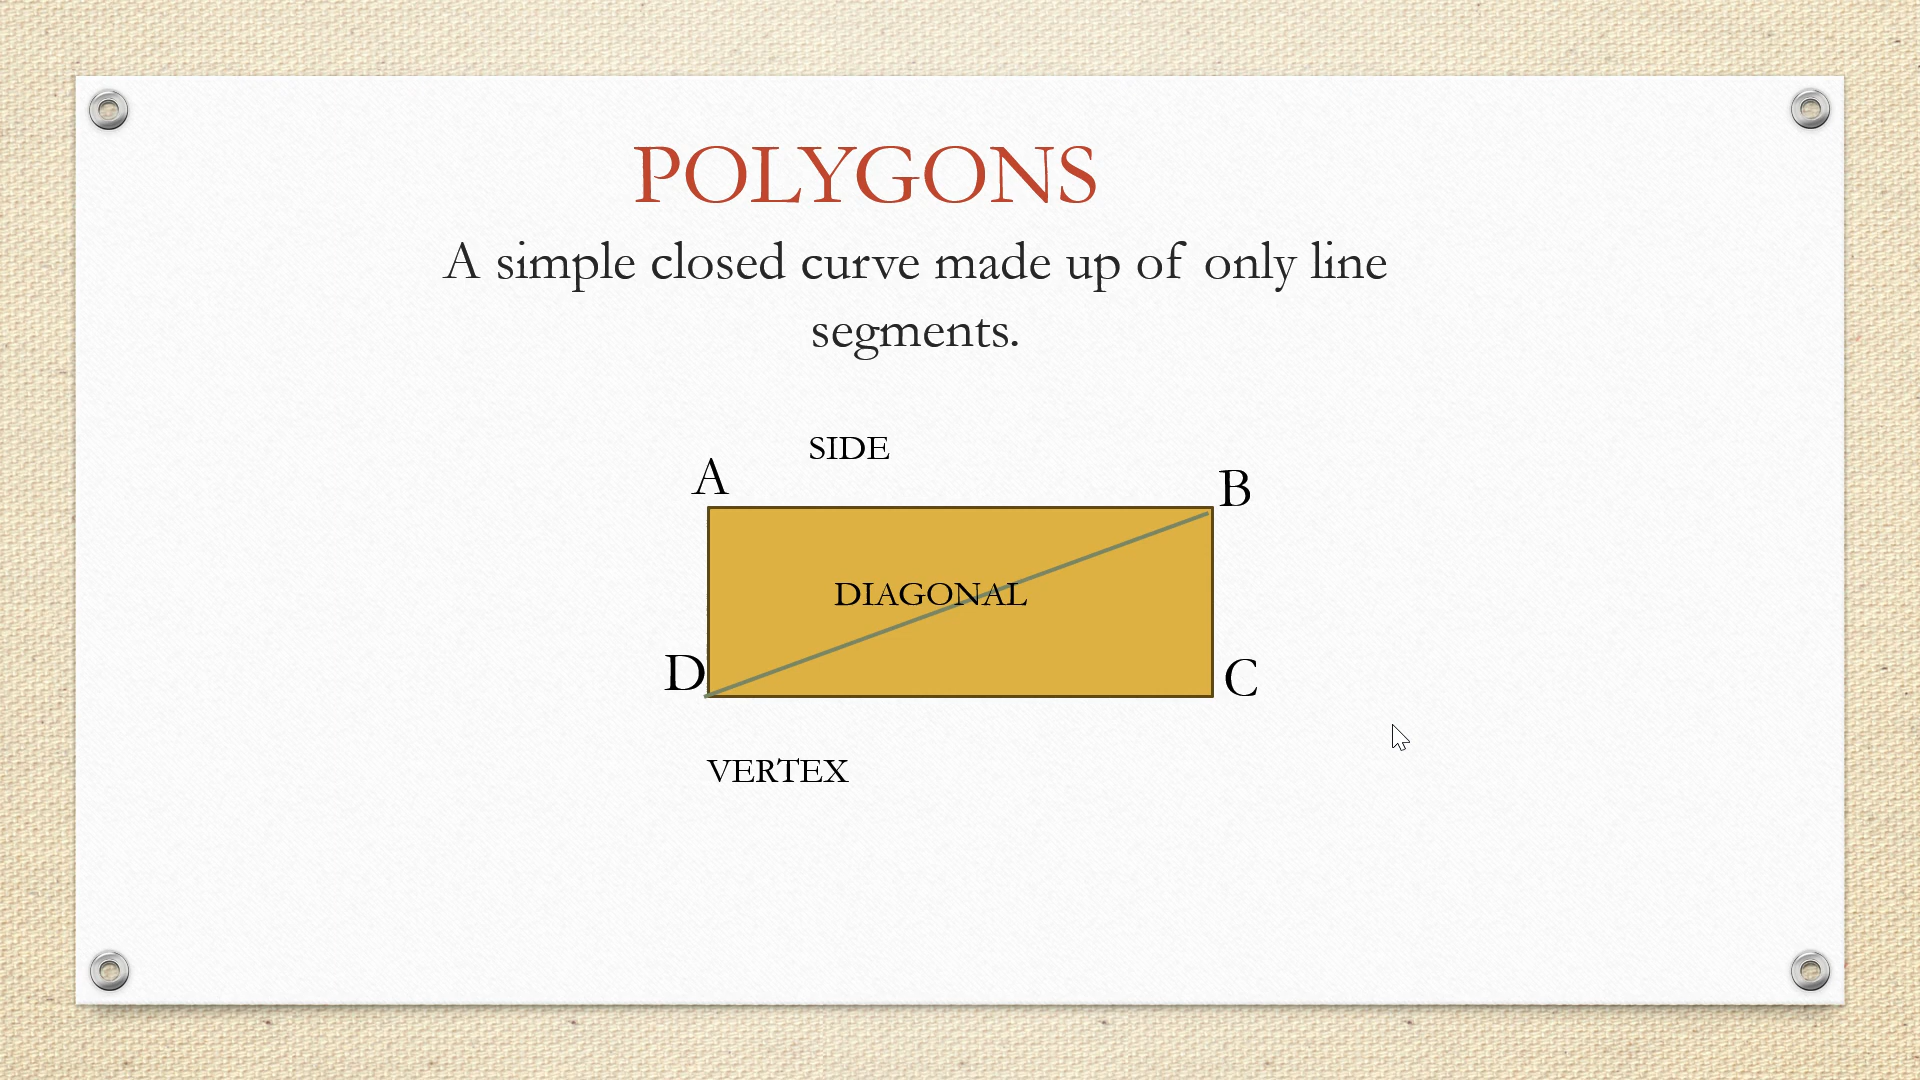 POLYGONS
A simple closed curve made up of only line
segments.
SIDE
A
B
DIAGONAL
D
C
VERTEX